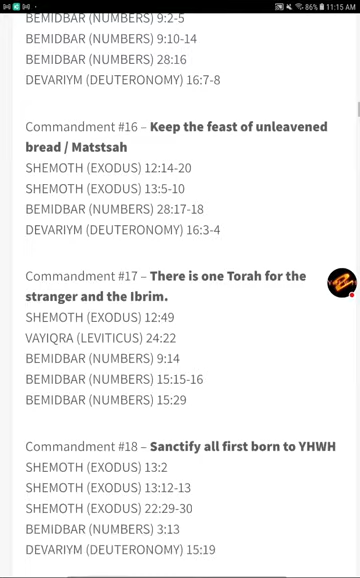 86% 11:15 AM
BEMIDBAR (NUMBERS) 9:2-5
BEMIDBAR (NUMBERS) 9:10-14
BEMIDBAR (NUMBERS) 28:16
DEVARIYM (DEUTERONOMY) 16:7-8
Commandment #16 – Keep the feast of unleavened
bread / Matstsah
SHEMOTH (EXODUS) 12:14-20
SHEMOTH (EXODUS) 13:5-10
BEMIDBAR (NUMBERS) 28:17-18
DEVARIYM (DEUTERONOMY) 16:3-4
Commandment #17 – There is one Torah for the
stranger and the Ibrim.
SHEMOTH (EXODUS) 12:49
VAYIQRA (LEVITICUS) 24:22
BEMIDBAR (NUMBERS) 9:14
BEMIDBAR (NUMBERS) 15:15-16
BEMIDBAR (NUMBERS) 15:29
Commandment #18 – Sanctify all first born to YHWH
SHEMOTH (EXODUS) 13:2
SHEMOTH (EXODUS) 13:12-13
SHEMOTH (EXODUS) 22:29-30
BEMIDBAR (NUMBERS) 3:13
DEVARIYM (DEUTERONOMY) 15:19